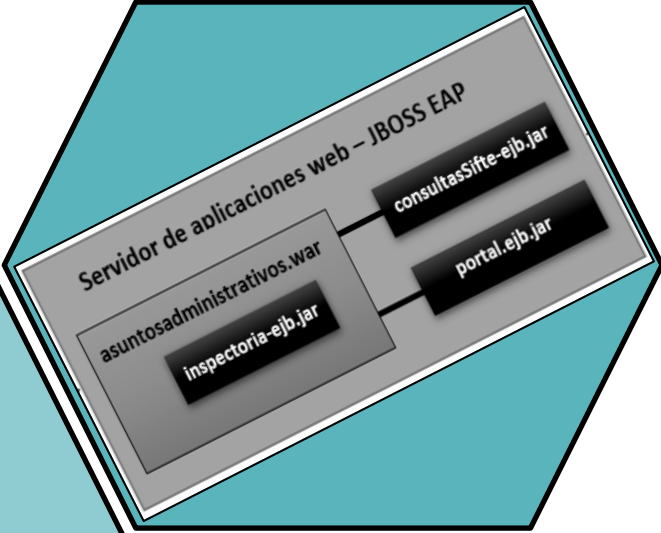 Servidor de aplicaciones web – JBOSS EAP
consultasSifte-ejb.jar
asuntosadministrativos.war
portal.ejb.jar
inspectoria-ejb.jar